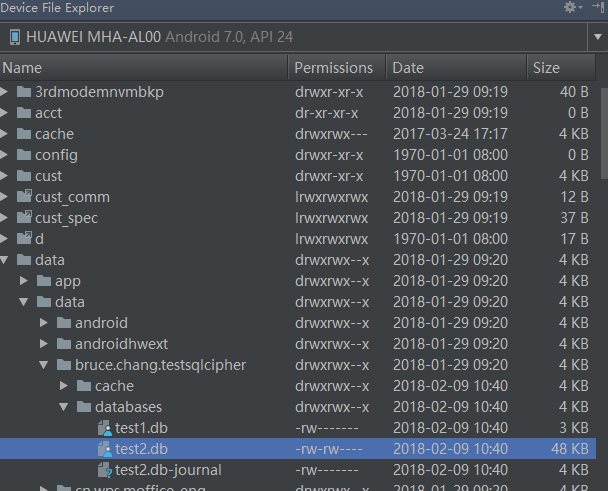 Device File Explorer
HUAWEI MHA-AL00 Android 7.0, API 24
Name Permissions Date Size
3rdmodemnvmbkp drwxr-xr-x 2018-01-29 09:19 40 B
acct dr-xr-xr-x 2018-01-29 09:19 0 B
cache drwxrwx--- 2017-03-24 17:17 4 KB
config drwxr-xr-x 1970-01-01 08:00 0 B
cust drwxr-xr-x 1970-01-01 08:00 4 KB
cust_comm lrwxrwxrwx 2018-01-29 09:19 12 B
cust_spec lrwxrwxrwx 2018-01-29 09:19 37 B
d lrwxrwxrwx 1970-01-01 08:00 17 B
data drwxrwx--x 2018-01-29 09:20 4 KB
app drwxrwx--x 2018-01-29 09:20 4 KB
data drwxrwx--x 2018-01-29 09:20 4 KB
android drwxrwx--x 2018-01-29 09:20 4 KB
androidhwext drwxrwx--x 2018-01-29 09:20 4 KB
bruce.chang.testsqlcipher drwxrwx--x 2018-01-29 09:20 4 KB
cache drwxrwx--x 2018-02-09 10:40 4 KB
databases drwxrwx--x 2018-02-09 10:40 4 KB
test1.db -rw------- 2018-02-09 10:40 3 KB
test2.db -rw-rw---- 2018-02-09 10:40 48 KB
test2.db-journal -rw------- 2018-02-09 10:40 4 KB